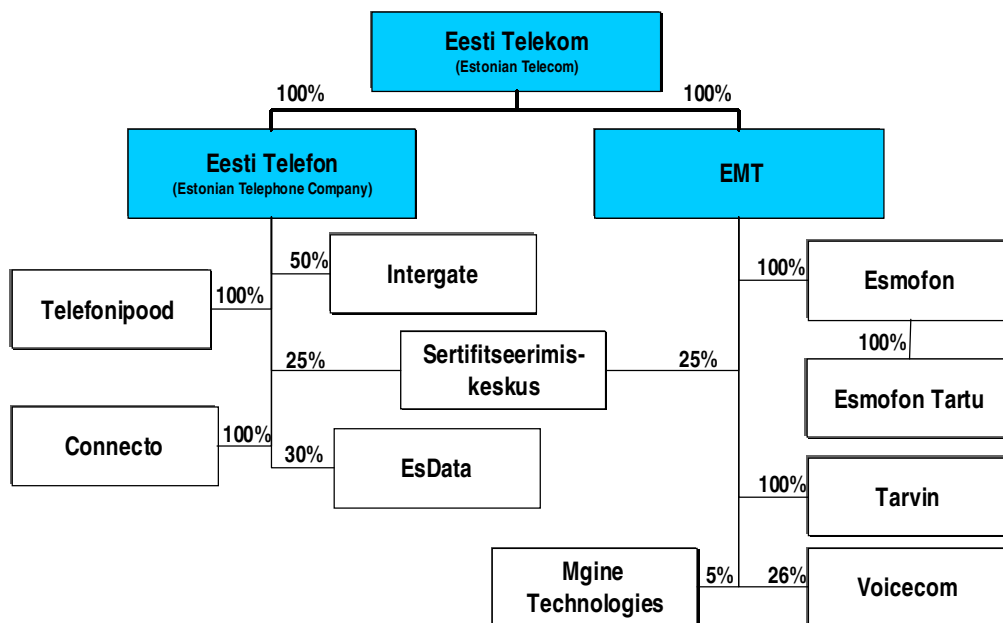 Eesti Telekom
(Estonian Telecom)
100%
100%
Eesti Telefon
(Estonian Telephone Company)
EMT
50%
Intergate
100%
Esmofon
Telefonipood
100%
100%
25%
Sertifitseerimis-
keskus
25%
Esmofon Tartu
Connecto
100%
30%
EsData
100%
Tarvin
Mgine
Technologies
5%
26%
Voicecom